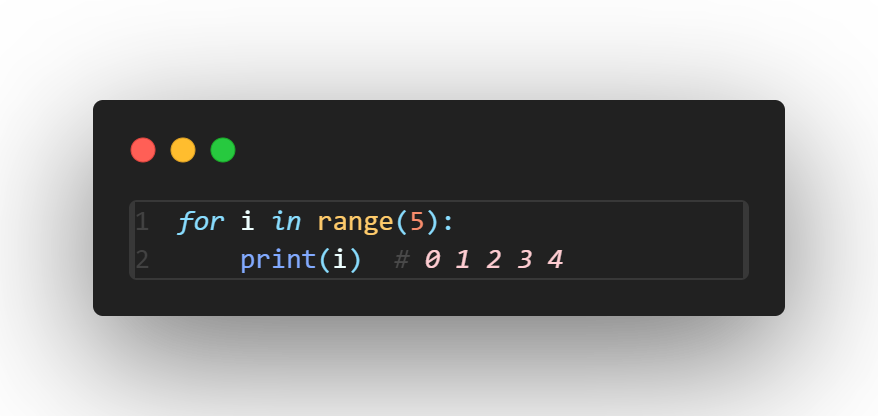 1 for i in range(5):
2     print(i)  # 0 1 2 3 4